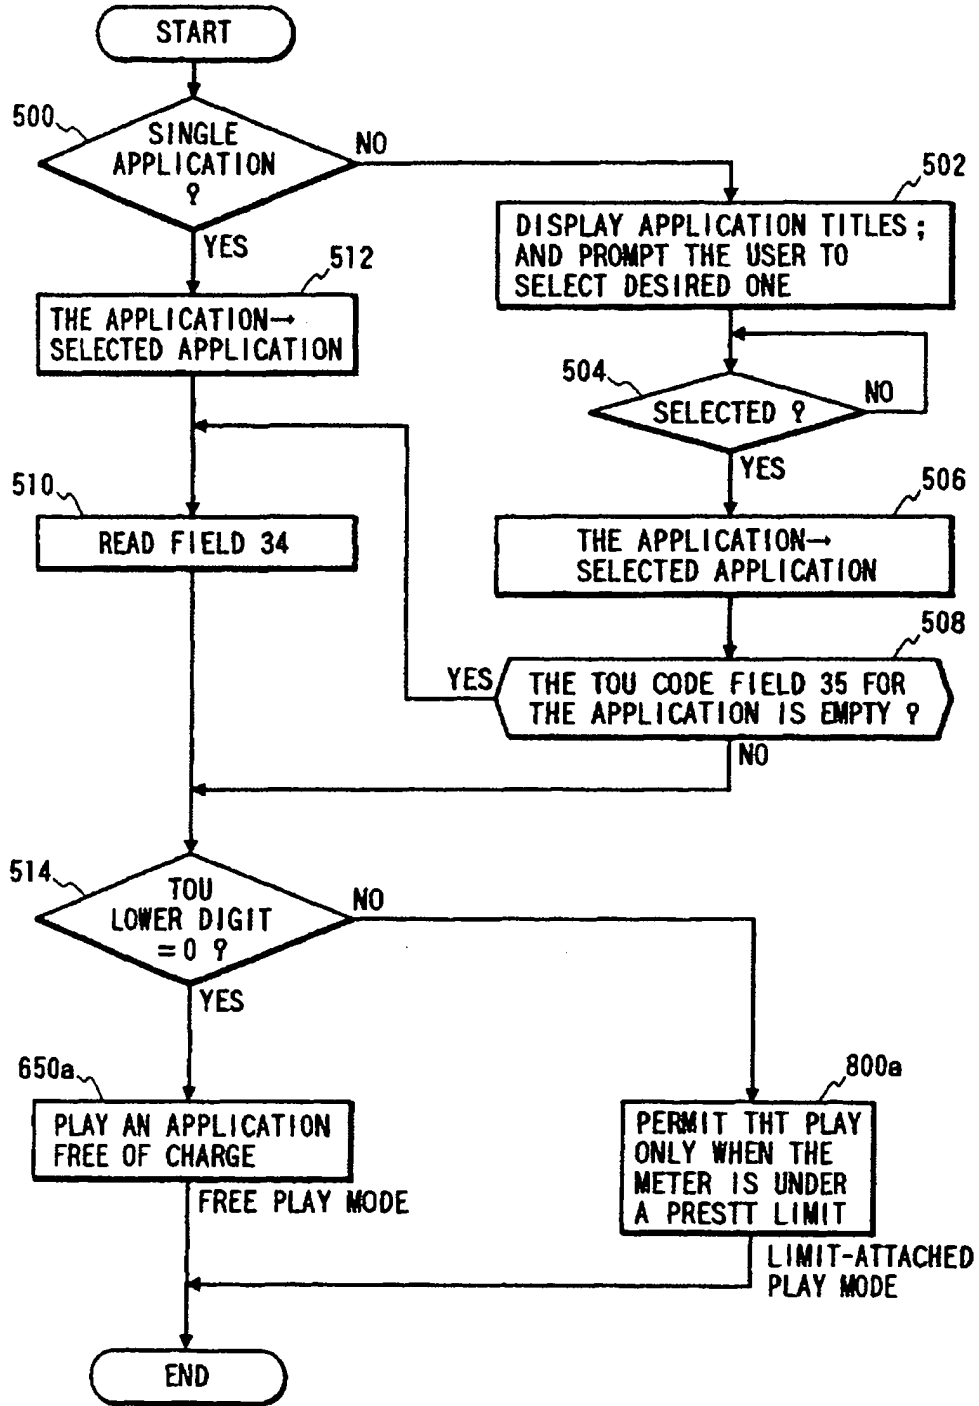 START
500
SINGLE
APPLICATION
?
NO
YES
502
DISPLAY APPLICATION TITLES;
AND PROMPT THE USER TO
SELECT DESIRED ONE
512
THE APPLICATION→
SELECTED APPLICATION
504
SELECTED ?
NO
YES
506
THE APPLICATION→
SELECTED APPLICATION
510
READ FIELD 34
508
THE TOU CODE FIELD 35 FOR
THE APPLICATION IS EMPTY ?
YES
NO
514
TOU
LOWER DIGIT
=0 ?
NO
YES
650a
PLAY AN APPLICATION
FREE OF CHARGE
FREE PLAY MODE
800a
PERMIT THT PLAY
ONLY WHEN THE
METER IS UNDER
A PRESTT LIMIT
LIMIT-ATTACHED
PLAY MODE
END